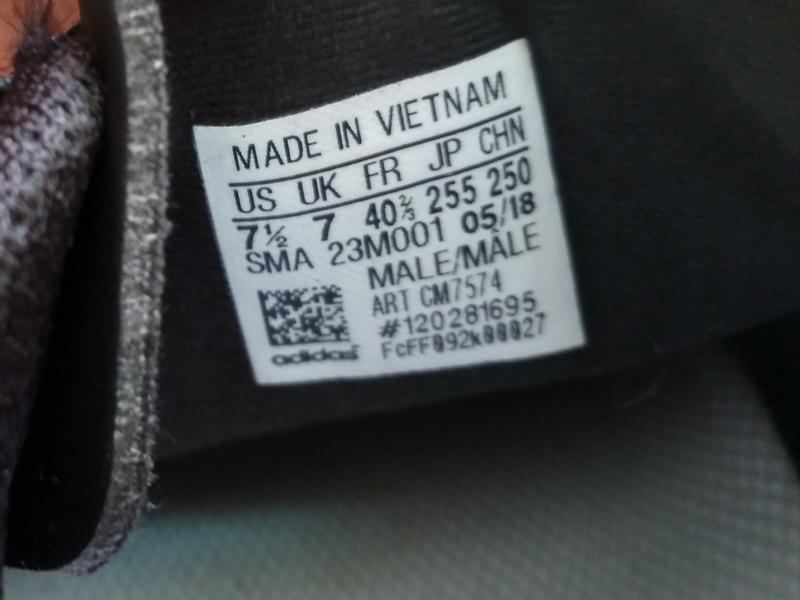 MADE IN VIETNAM
US UK FR JP CHN
7½ 7 40⅔ 255 250
SMA 23M001 05/18
MALE/MÂLE
ART CM7574
#120281695
FcFF092k00027
adidas